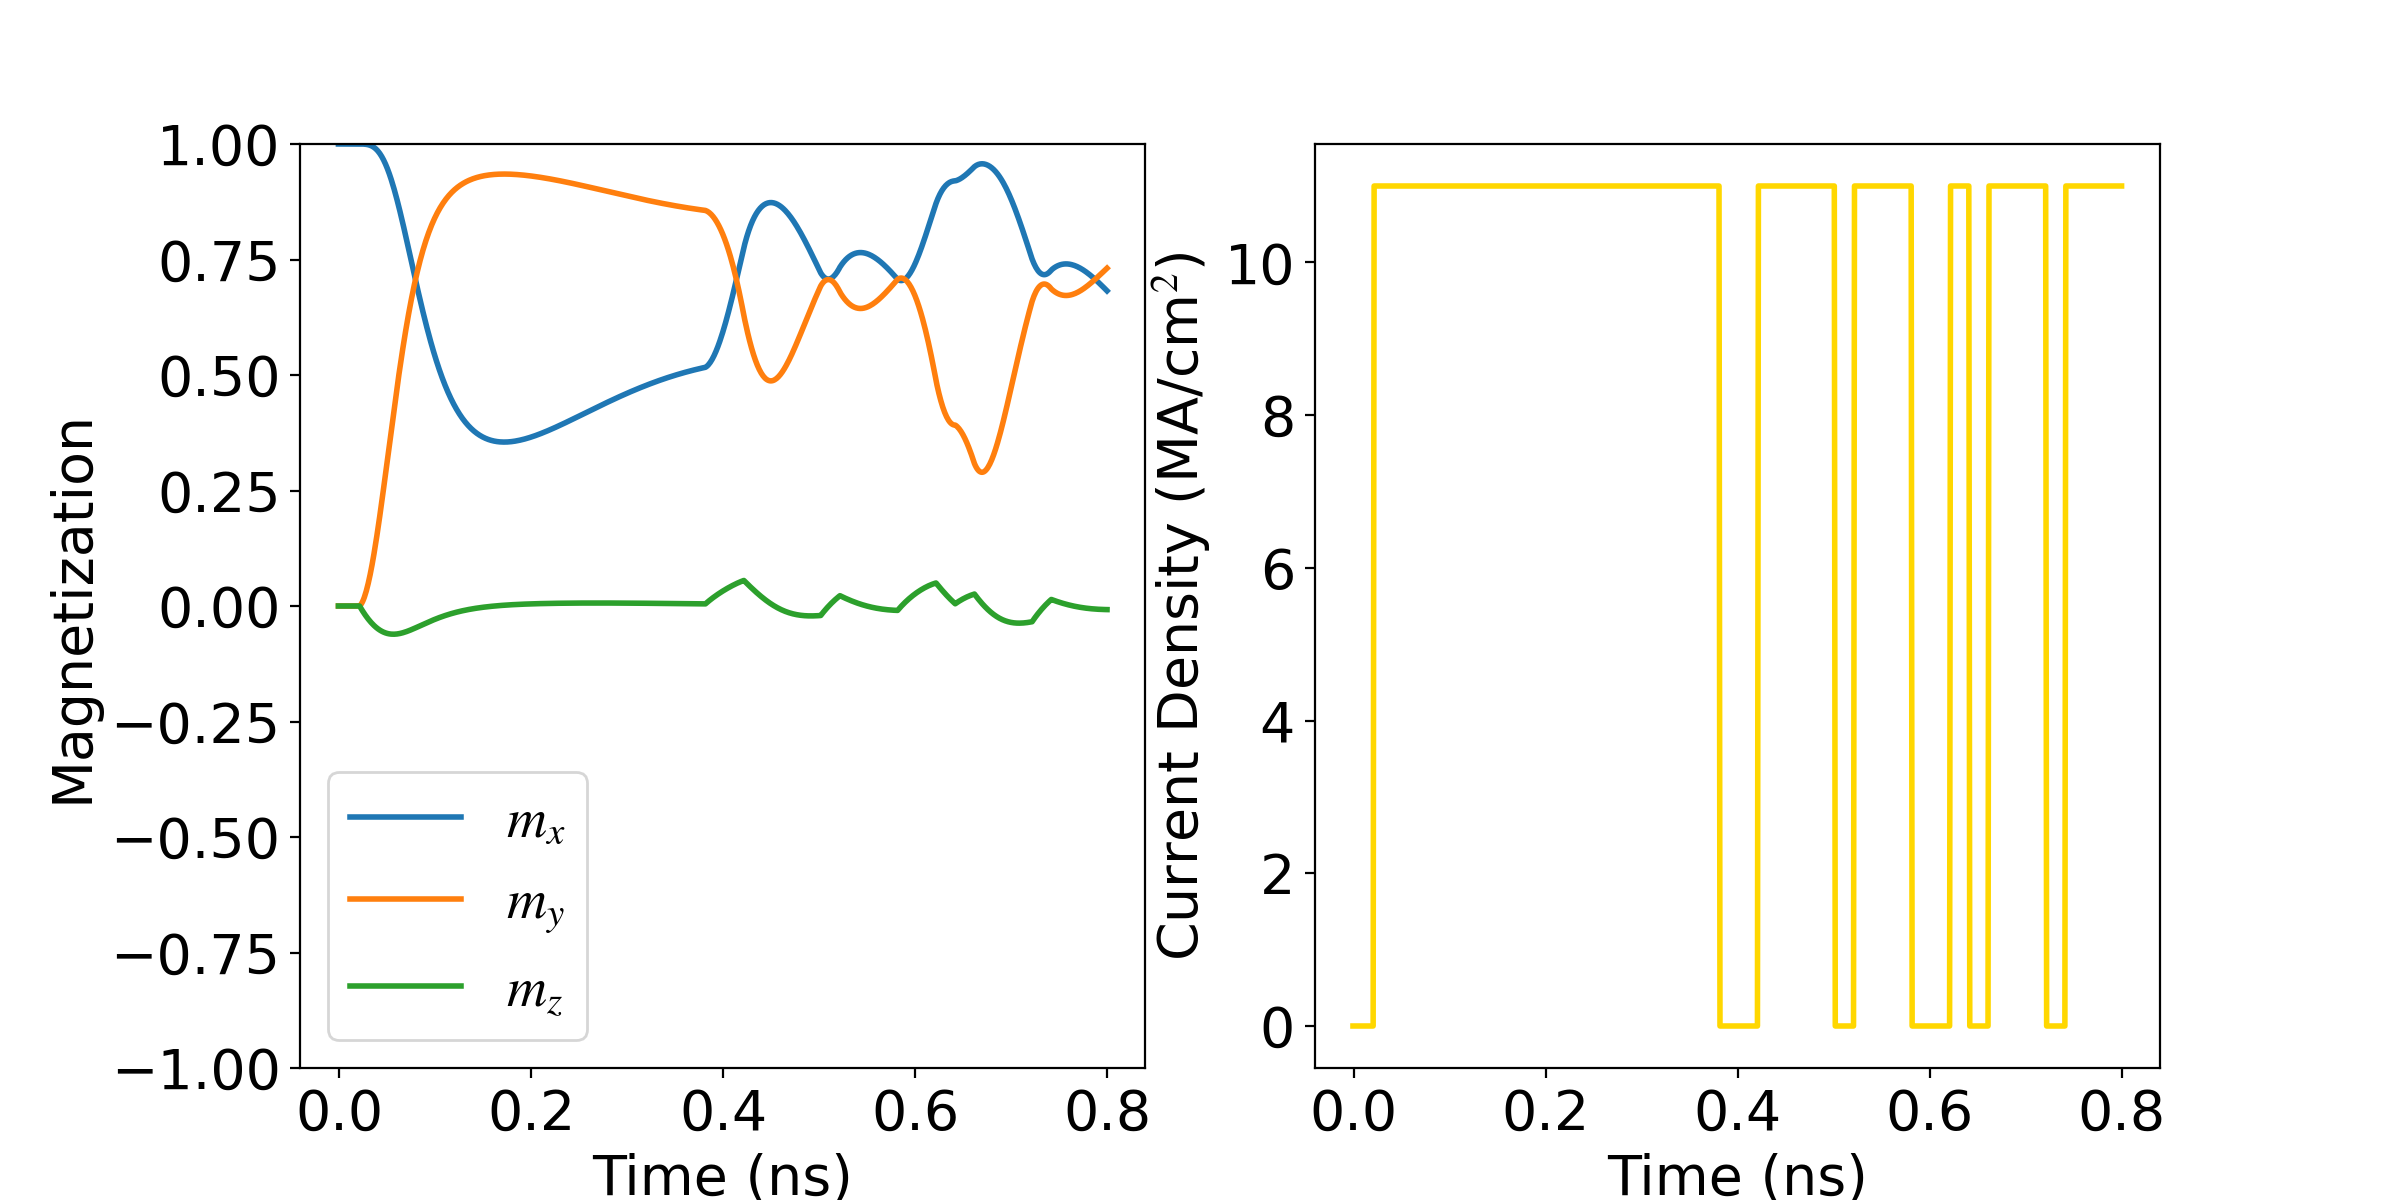 Magnetization
1.00
0.75
0.50
0.25
0.00
−0.25
−0.50
−0.75
−1.00
0.0 0.2 0.4 0.6 0.8
Time (ns)
m_x
m_y
m_z
Current Density (MA/cm²)
10
8
6
4
2
0
0.0 0.2 0.4 0.6 0.8
Time (ns)